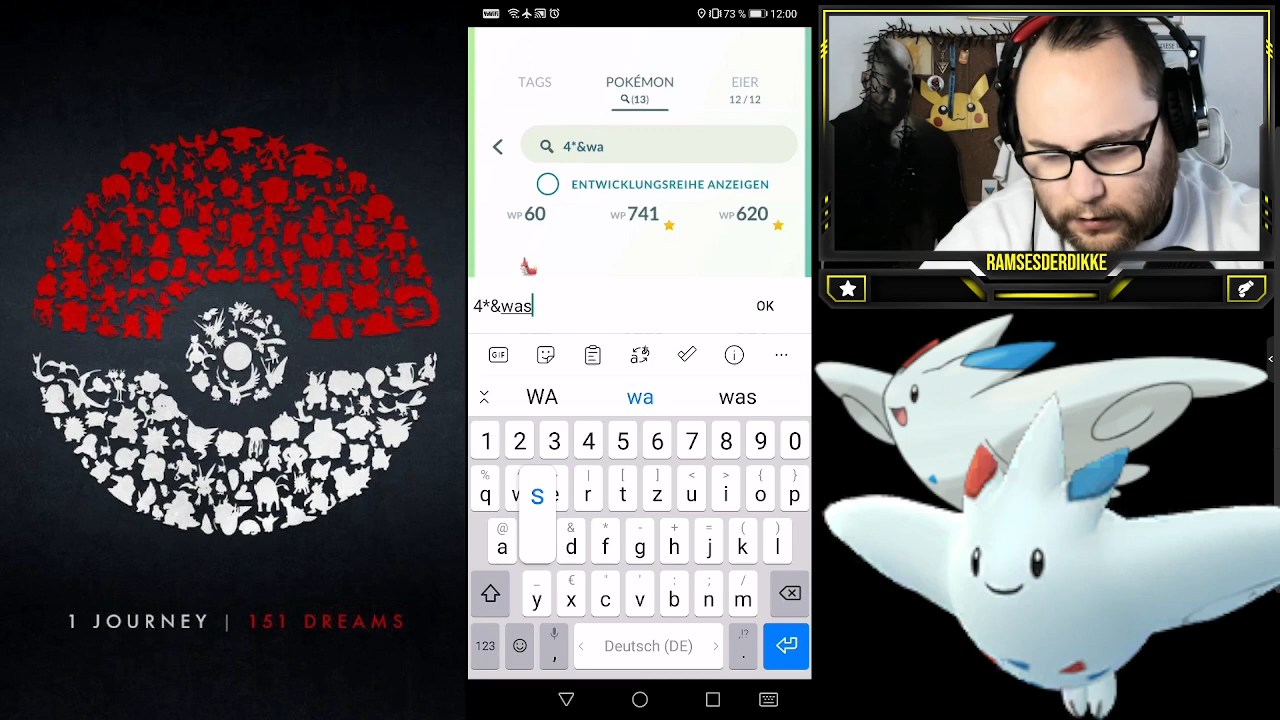 1 JOURNEY | 151 DREAMS
VoWiFi 73 % 12:00
TAGS POKÉMON EIER
(13) 12 / 12
4*&wa
ENTWICKLUNGSREIHE ANZEIGEN
WP 60 WP 741 WP 620
4*&was OK
GIF
WA wa was
1 2 3 4 5 6 7 8 9 0
% | [ ] < > { }
q w e r t z u i o p
S
@ & * - + = ( )
a d f g h j k l
_ € " ' : ; /
y x c v b n m
123 , < Deutsch (DE) > ,!? .
RAMSESDERDIKKE